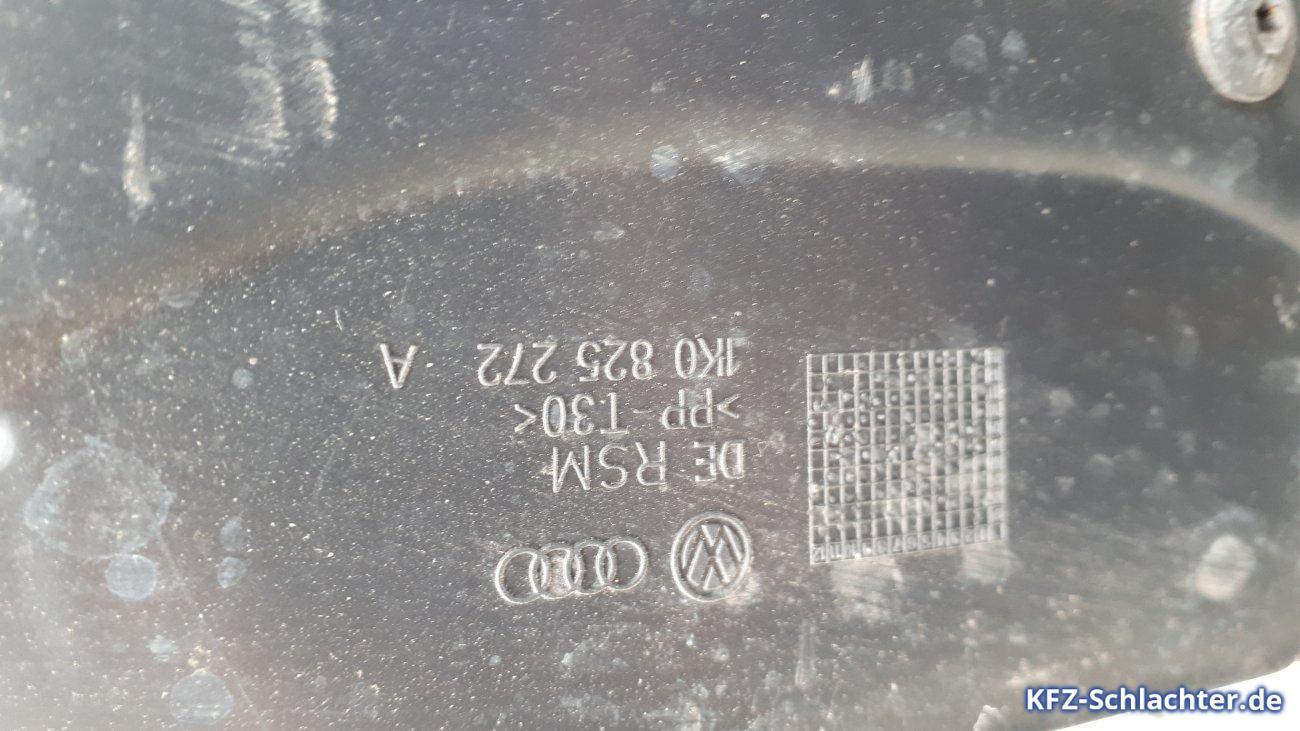 DE RSM
>PP-T30<
1K0 825 272 A
KFZ-Schlachter.de